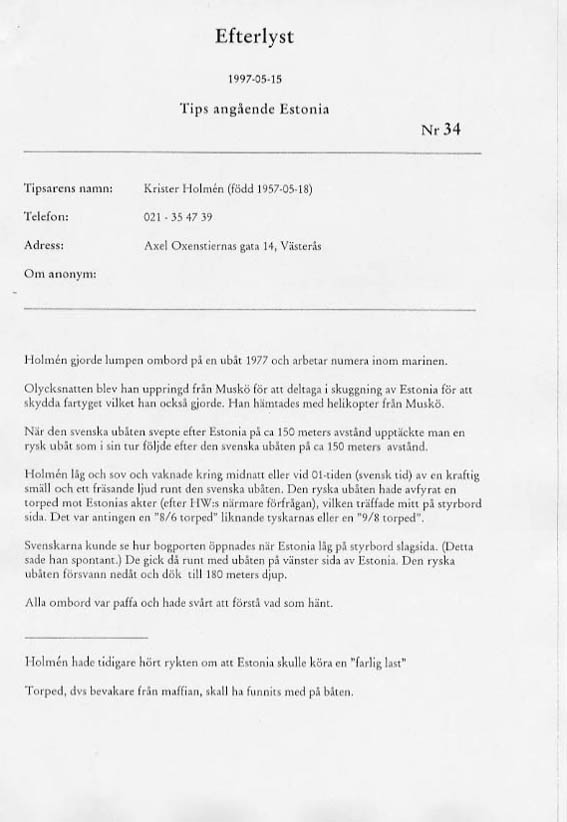 Efterlyst
1997-05-15
Tips angående Estonia
Nr 34
Tipsarens namn: Krister Holmén (född 1957-05-18)
Telefon: 021 - 35 47 39
Adress: Axel Oxenstiernas gata 14, Västerås
Om anonym:
Holmén gjorde lumpen ombord på en ubåt 1977 och arbetar numera inom marinen.
Olycksnatten blev han uppringd från Muskö för att deltaga i skuggning av Estonia för att
skydda fartyget vilket han också gjorde. Han hämtades med helikopter från Muskö.
När den svenska ubåten svepte efter Estonia på ca 150 meters avstånd upptäckte man en
rysk ubåt som i sin tur följde efter den svenska ubåten på ca 150 meters avstånd.
Holmén låg och sov och vaknade kring midnatt eller vid 01-tiden (svensk tid) av en kraftig
smäll och ett fräsande ljud runt den svenska ubåten. Den ryska ubåten hade avfyrat en
torped mot Estonias akter (efter HW:s närmare förfrågan), vilken träffade mitt på styrbord
sida. Det var antingen en "8/6 torped" liknande tyskarnas eller en "9/8 torped".
Svenskarna kunde se hur bogporten öppnades när Estonia låg på styrbord slagsida. (Detta
sade han spontant.) De gick då runt med ubåten på vänster sida av Estonia. Den ryska
ubåten försvann nedåt och dök till 180 meters djup.
Alla ombord var paffa och hade svårt att förstå vad som hänt.
Holmén hade tidigare hört rykten om att Estonia skulle köra en "farlig last"
Torped, dvs bevakare från maffian, skall ha funnits med på båten.